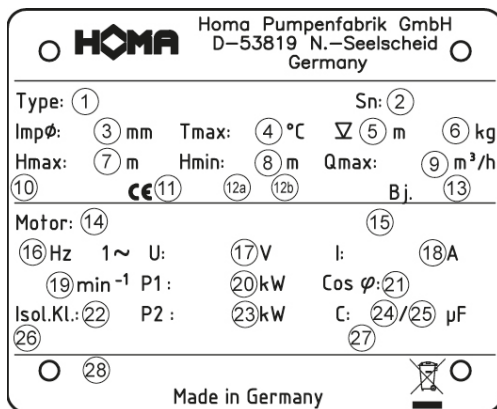 HOMA
Homa Pumpenfabrik GmbH
D-53819 N.-Seelscheid
Germany
Type: 1 Sn: 2
Impø: 3 mm Tmax: 4 °C 5 m 6 kg
Hmax: 7 m Hmin: 8 m Qmax: 9 m³/h
10 CE 11 12a 12b Bj. 13
Motor: 14 15
16 Hz 1~ U: 17 V I: 18 A
19 min⁻¹ P1: 20 kW Cos φ: 21
Isol.Kl.: 22 P2 : 23 kW C: 24 / 25 µF
26 27
28
Made in Germany